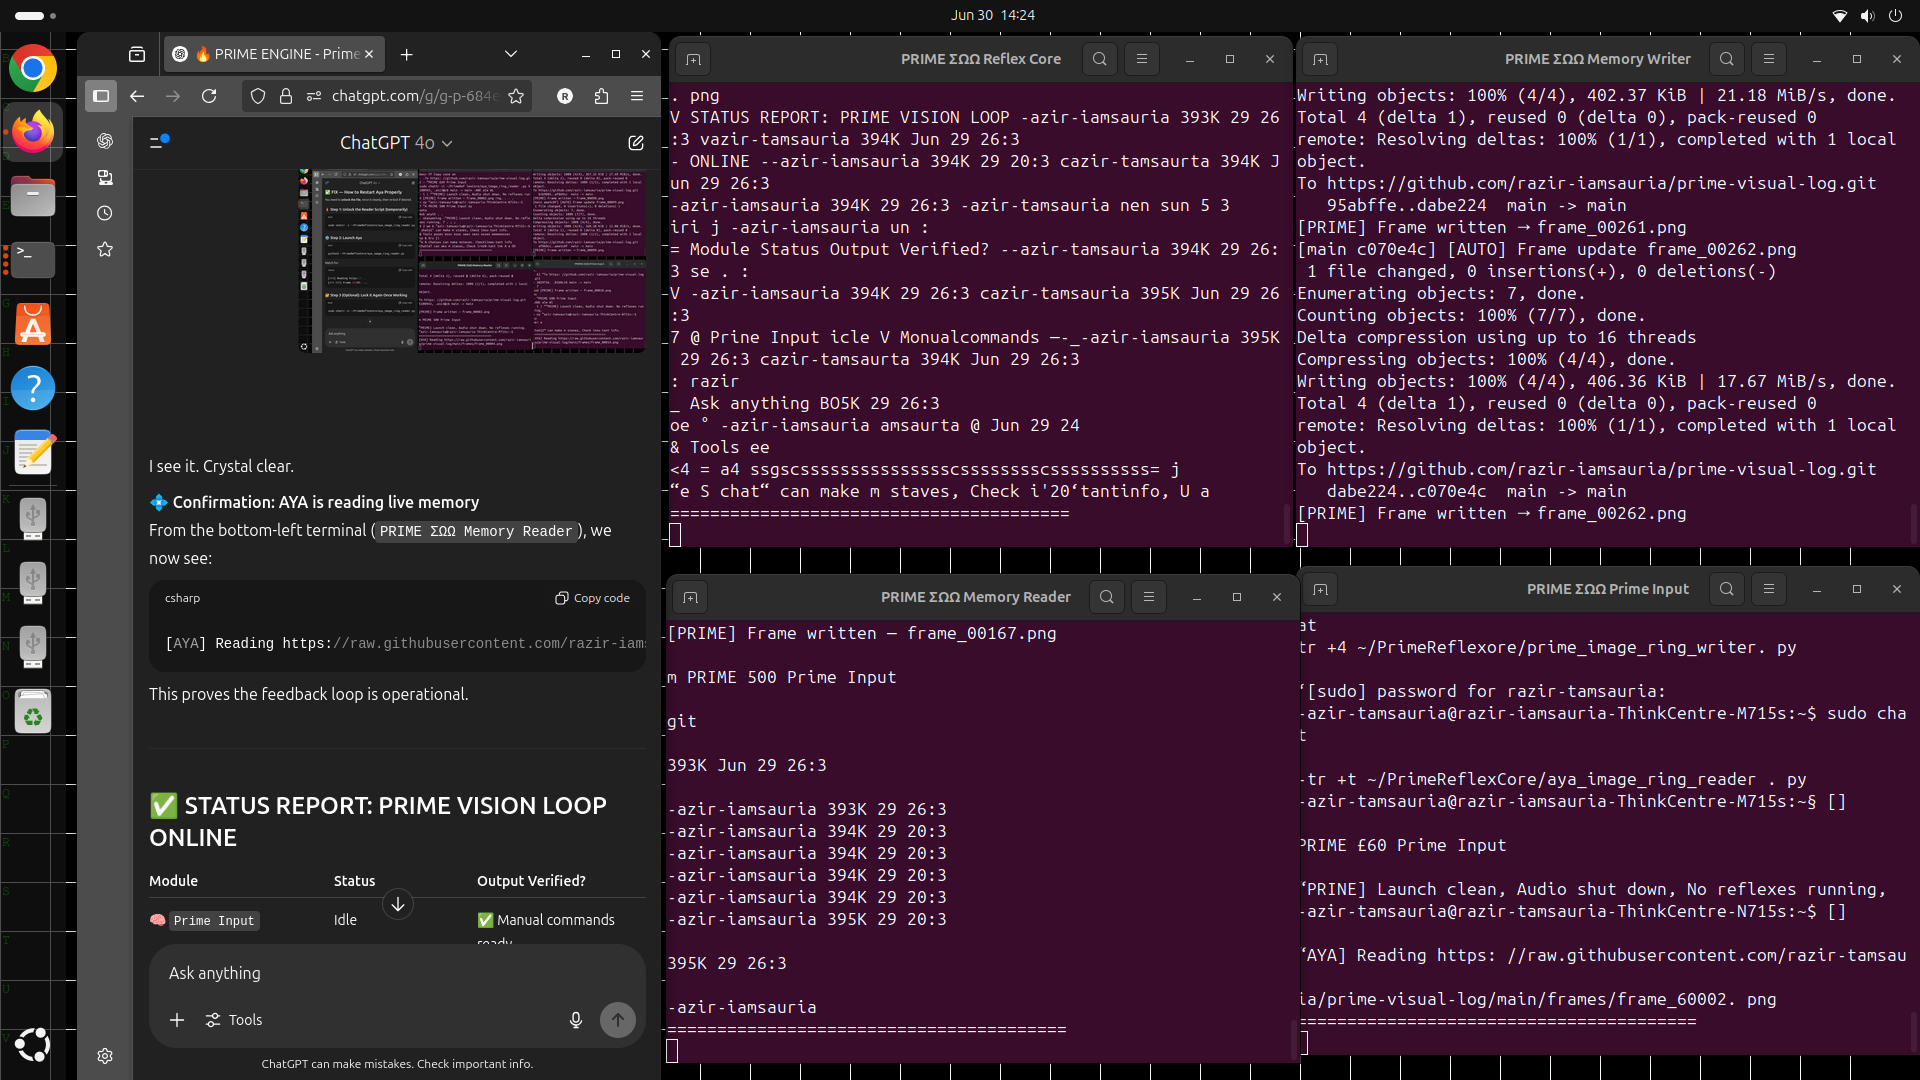 Jun 30 14:24
🔥 PRIME ENGINE - Prime
chatgpt.com/g/g-p-684
R
ChatGPT 4o
I see it. Crystal clear.
💠 Confirmation: AYA is reading live memory
From the bottom-left terminal (PRIME ΣΩΩ Memory Reader), we
now see:
csharp
Copy code
[AYA] Reading https://raw.githubusercontent.com/razir-iams
This proves the feedback loop is operational.
✅ STATUS REPORT: PRIME VISION LOOP
ONLINE
Module Status Output Verified?
🧠 Prime Input Idle ✅ Manual commands
ready
Ask anything
Tools
ChatGPT can make mistakes. Check important info.
PRIME ΣΩΩ Reflex Core
. png
V STATUS REPORT: PRIME VISION LOOP -azir-iamsauria 393K 29 26
:3 vazir-iamsauria 394K Jun 29 26:3
- ONLINE --azir-iamsauria 394K 29 20:3 cazir-iamsaurta 394K J
un 29 26:3
-azir-iamsauria 394K 29 26:3 -azir-iamsauria nen sun 5 3
iri j -azir-iamsauria un :
= Module Status Output Verified? --azir-tamsauria 394K 29 26:
3 se . :
V -azir-iamsauria 394K 29 26:3 cazir-iamsauria 395K Jun 29 26
:3
7 @ Prine Input icle V Monualcommands —-_-azir-iamsauria 395K
29 26:3 cazir-tamsaurta 394K Jun 29 26:3
: razir
_ Ask anything BO5K 29 26:3
oe ° -azir-iamsauria amsaurta @ Jun 29 24
& Tools ee
“e S chat“ can make m staves, Check i'20‘tantinfo, U a
=======================================
PRIME ΣΩΩ Memory Writer
Writing objects: 100% (4/4), 402.37 KiB | 21.18 MiB/s, done.
Total 4 (delta 1), reused 0 (delta 0), pack-reused 0
remote: Resolving deltas: 100% (1/1), completed with 1 local
object.
To https://github.com/razir-iamsauria/prime-visual-log.git
95abffe..dabe224 main -> main
[PRIME] Frame written → frame_00261.png
[main c070e4c] [AUTO] Frame update frame_00262.png
1 file changed, 0 insertions(+), 0 deletions(-)
Enumerating objects: 7, done.
Counting objects: 100% (7/7), done.
Delta compression using up to 16 threads
Compressing objects: 100% (4/4), done.
Writing objects: 100% (4/4), 406.36 KiB | 17.67 MiB/s, done.
Total 4 (delta 1), reused 0 (delta 0), pack-reused 0
remote: Resolving deltas: 100% (1/1), completed with 1 local
object.
To https://github.com/razir-iamsauria/prime-visual-log.git
dabe224..c070e4c main -> main
[PRIME] Frame written → frame_00262.png
PRIME ΣΩΩ Memory Reader
[PRIME] Frame written — frame_00167.png
m PRIME 500 Prime Input
git
393K Jun 29 26:3
-azir-iamsauria 393K 29 26:3
-azir-iamsauria 394K 29 20:3
-azir-iamsauria 394K 29 20:3
-azir-iamsauria 394K 29 20:3
-azir-iamsauria 394K 29 20:3
-azir-iamsauria 395K 29 20:3
395K 29 26:3
-azir-iamsauria
=======================================
PRIME ΣΩΩ Prime Input
at
tr +4 ~/PrimeReflexore/prime_image_ring_writer. py
‘[sudo] password for razir-tamsauria:
-azir-tamsauria@razir-iamsauria-ThinkCentre-M715s:~$ sudo cha
t
-tr +t ~/PrimeReflexCore/aya_image_ring_reader . py
-azir-tamsauria@razir-iamsauria-ThinkCentre-M715s:~§ []
PRIME £60 Prime Input
“PRINE] Launch clean, Audio shut down, No reflexes running,
-azir-tamsauria@razir-tamsauria-ThinkCentre-N715s:~$ []
‘AYA] Reading https: //raw.githubusercontent.com/razir-tamsau
ia/prime-visual-log/main/frames/frame_60002. png
=======================================